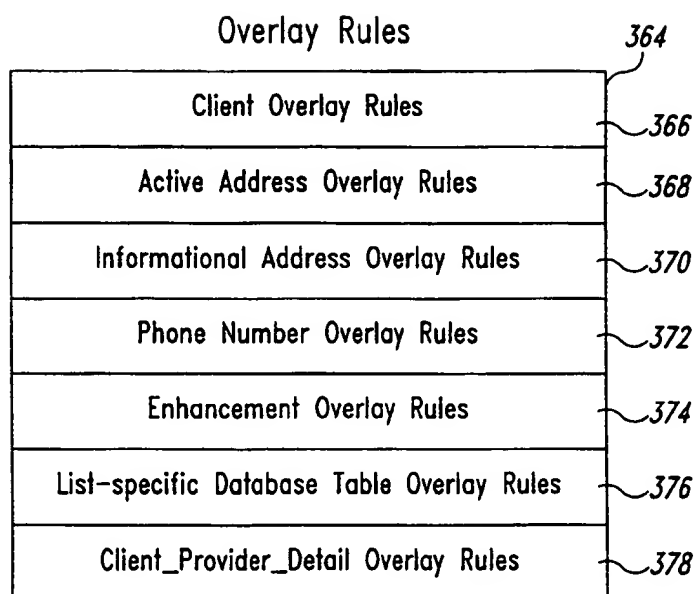 Overlay Rules
364
Client Overlay Rules
366
Active Address Overlay Rules
368
Informational Address Overlay Rules
370
Phone Number Overlay Rules
372
Enhancement Overlay Rules
374
List-specific Database Table Overlay Rules
376
Client_Provider_Detail Overlay Rules
378